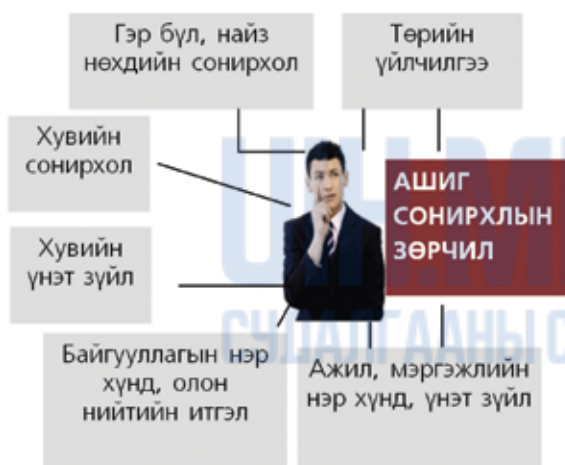 Гэр бүл, найз
нөхдийн сонирхол
Төрийн
үйлчилгээ
Хувийн
сонирхол
АШИГ
СОНИРХЛЫН
ЗӨРЧИЛ
Хувийн
үнэт зүйл
Байгууллагын нэр
хүнд, олон
нийтийн итгэл
Ажил, мэргэжлийн
нэр хүнд, үнэт зүйл